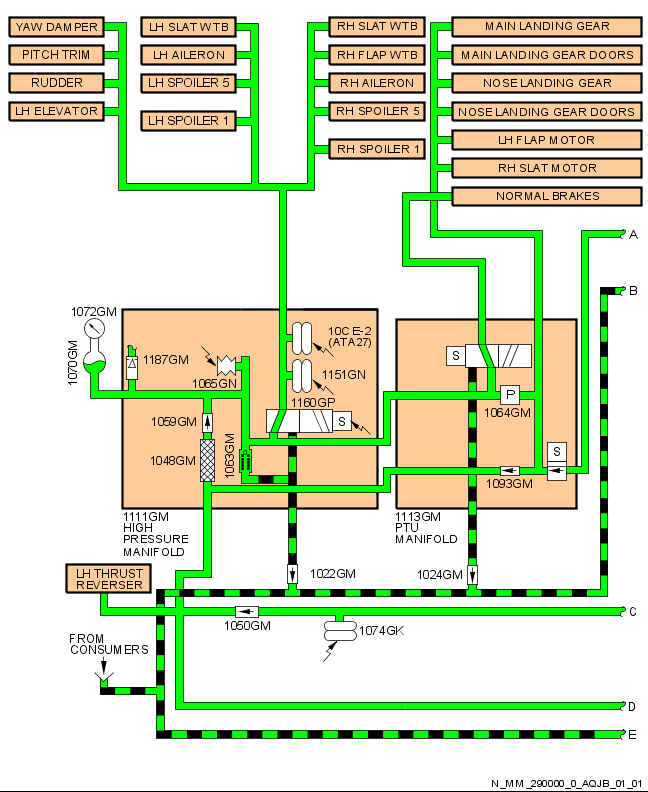 YAW DAMPER
PITCH TRIM
RUDDER
LH ELEVATOR
LH SLAT WTB
LH AILERON
LH SPOILER 5
LH SPOILER 1
RH SLAT WTB
RH FLAP WTB
RH AILERON
RH SPOILER 5
RH SPOILER 1
MAIN LANDING GEAR
MAIN LANDING GEAR DOORS
NOSE LANDING GEAR
NOSE LANDING GEAR DOORS
LH FLAP MOTOR
RH SLAT MOTOR
NORMAL BRAKES
A
B
1072GM
1070GM
1187GM
1065GN
10CE-2
(ATA27)
1151GN
1160GP
S
1059GM
1048GM
1063GM
S
P
1064GM
S
1093GM
1111GM
HIGH
PRESSURE
MANIFOLD
1113GM
PTU
MANIFOLD
1022GM
1024GM
LH THRUST
REVERSER
1050GM
1074GK
C
FROM
CONSUMERS
D
E
N_MM_290000_0_AQJB_01_01